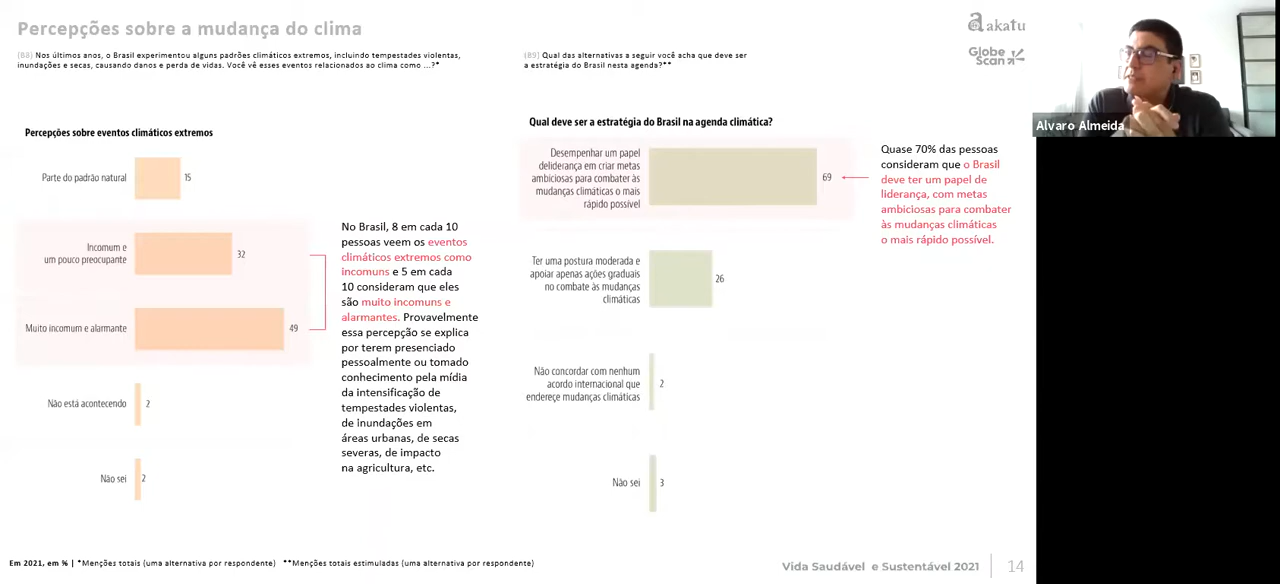 Percepções sobre a mudança do clima
akatu
Globe
Scan
Alvaro Almeida
(88) Nos últimos anos, o Brasil experimentou alguns padrões climáticos extremos, incluindo tempestades violentas,
inundações e secas, causando danos e perda de vidas. Você vê esses eventos relacionados ao clima como ...?*
Percepções sobre eventos climáticos extremos
Parte do padrão natural
15
Incomum e
um pouco preocupante
32
Muito incomum e alarmante
49
Não está acontecendo
2
Não sei
2
No Brasil, 8 em cada 10
pessoas veem os eventos
climáticos extremos como
incomuns e 5 em cada
10 consideram que eles
são muito incomuns e
alarmantes. Provavelmente
essa percepção se explica
por terem presenciado
pessoalmente ou tomado
conhecimento pela mídia
da intensificação de
tempestades violentas,
de inundações em
áreas urbanas, de secas
severas, de impacto
na agricultura, etc.
(89) Qual das alternativas a seguir você acha que deve ser
a estratégia do Brasil nesta agenda?**
Qual deve ser a estratégia do Brasil na agenda climática?
Desempenhar um papel
deliderança em criar metas
ambiciosas para combater às
mudanças climáticas o mais
rápido possível
69
Ter uma postura moderada e
apoiar apenas ações graduais
no combate às mudanças
climáticas
26
Não concordar com nenhum
acordo internacional que
endereçe mudanças climáticas
2
Não sei
3
Quase 70% das pessoas
consideram que o Brasil
deve ter um papel de
liderança, com metas
ambiciosas para combater
às mudanças climáticas
o mais rápido possível.
Em 2021, em % | *Menções totais (uma alternativa por respondente) **Menções totais estimuladas (uma alternativa por respondente)
Vida Saudável e Sustentável 2021 | 14